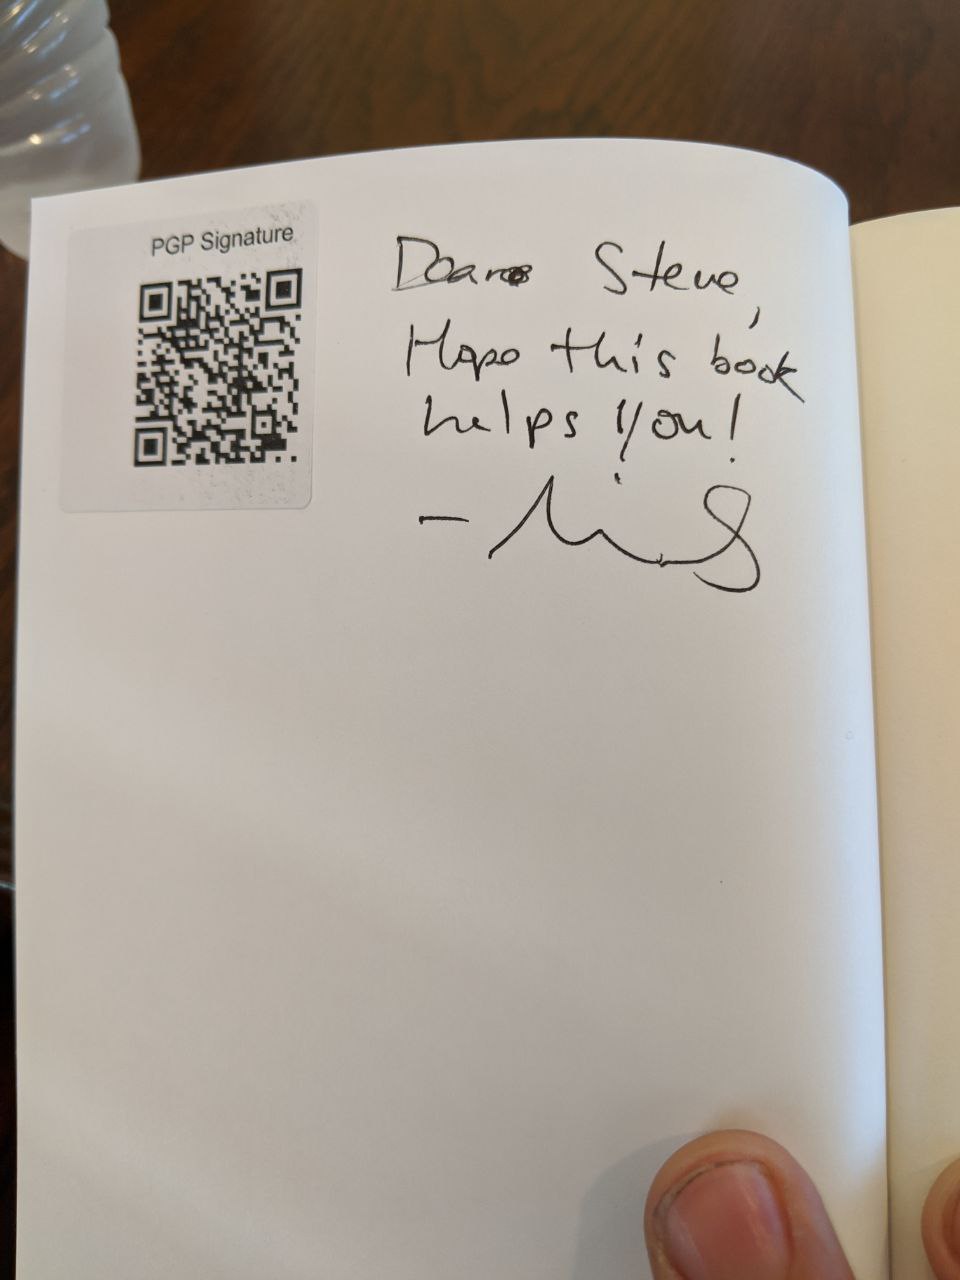 PGP Signature
Dear Steve,
Hope this book
helps you!